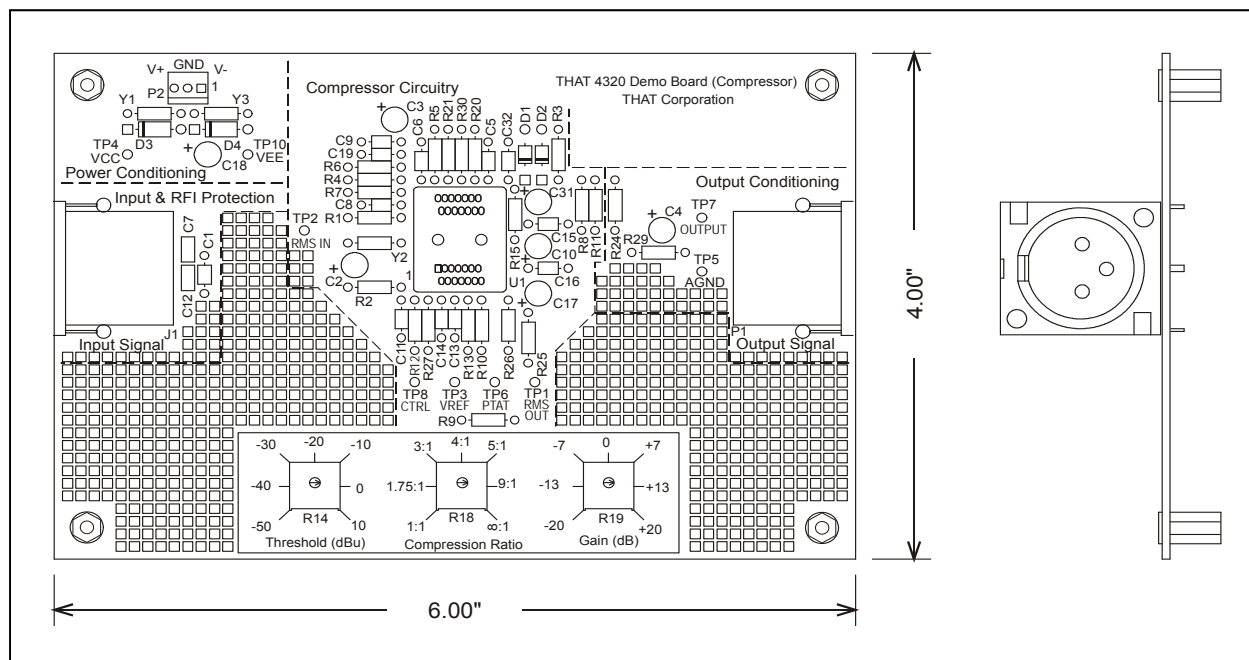 V+ GND V-
P2 1
Y1 Y3
D3 D4
TP4 VCC
TP10 VEE
C18
Power Conditioning
Compressor Circuitry
THAT 4320 Demo Board (Compressor)
THAT Corporation
C3
C6 R5 R21 R30 R20 C5 C32 D1 D2 R3
C9
C19
R6
R4
R7
C8
R1
Input & RFI Protection
TP2
RMS IN
C7 C1
C12
J1
Input Signal
Y2
C2
R2
1
U1
R15
C31
C15
C10
C16
C17
R8 R11 R24
Output Conditioning
C4
TP7
OUTPUT
R29
TP5
AGND
P1
Output Signal
C11 R12 R27 C14 C13 R13 R10 R26 R25
TP8 TP3 TP6 TP1
CTRL VREF PTAT RMS
OUT
R9
-30 -20 -10
-40 0
-50 R14 10
Threshold (dBu)
3:1 4:1 5:1
1.75:1 9:1
1:1 R18 8:1
Compression Ratio
-7 0 +7
-13 +13
-20 R19 +20
Gain (dB)
4.00"
6.00"